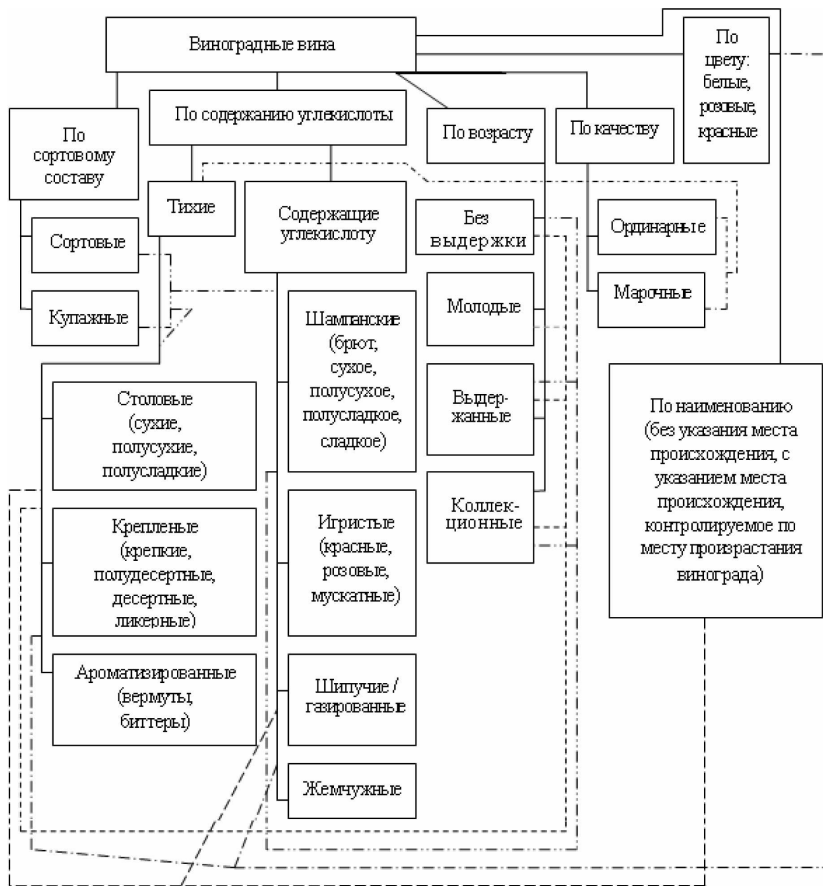 Виноградные вина
По
цвету:
белые,
розовые,
красные
По содержанию углекислоты
По
сортовому
составу
По возрасту
По качеству
Тихие
Содержащие
углекислоту
Без
выдержки
Ординарные
Сортовые
Молодые
Марочные
Купажные
Шампанские
(брют,
сухое,
полусухое,
полусладкое,
сладкое)
Столовые
(сухие,
полусухие,
полусладкие)
Выдер-
жанные
По наименованию
(без указания места
происхождения, с
указанием места
происхождения,
контролируемое по
месту произрастания
винограда)
Крепленые
(крепкие,
полудесертные,
десертные,
ликерные)
Игристые
(красные,
розовые,
мускатные)
Коллек-
ционные
Ароматизированные
(вермуты,
биттеры)
Шипучие /
газированные
Жемчужные